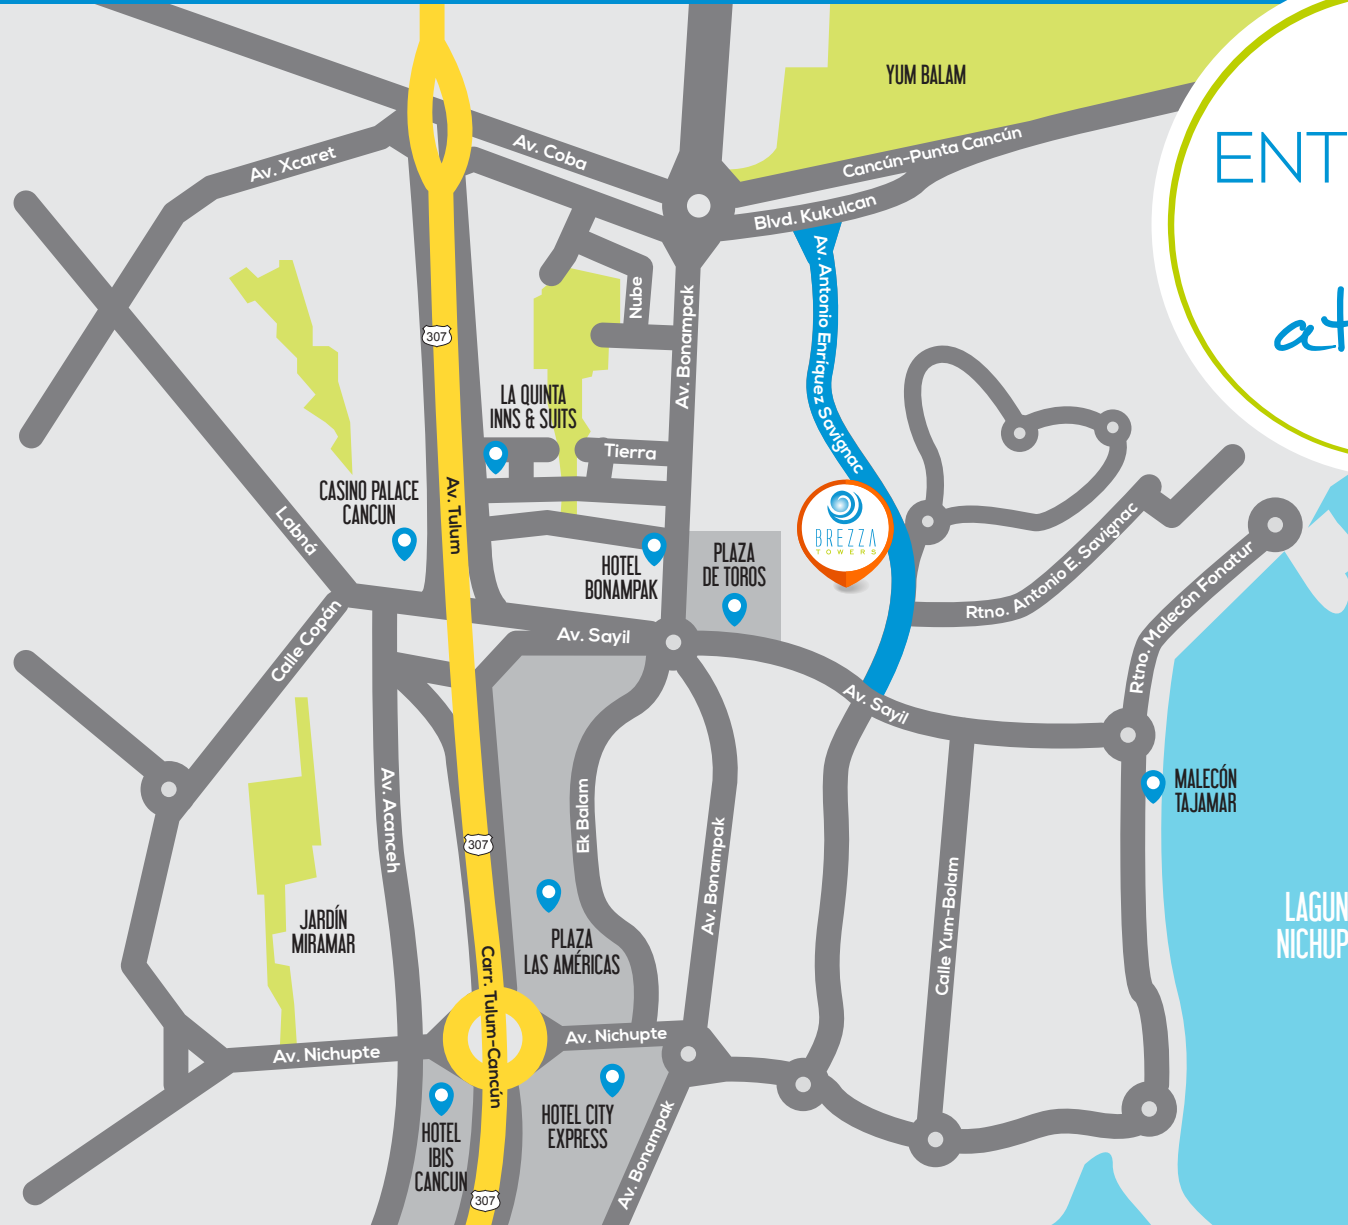 YUM BALAM
ENT
at
Av. Coba
Cancún-Punta Cancún
Av. Xcaret
Blvd. Kukulcan
Av. Antonio Enriquez Savignac
Nube
Av. Bonampak
307
LA QUINTA
INNS & SUITS
Tierra
CASINO PALACE
CANCUN
Av. Tulum
Labná
BREZZA
TOWERS
HOTEL
BONAMPAK
PLAZA
DE TOROS
Rtno. Antonio E. Savignac
Rtno. Malecón Fonatur
Calle Copán
Av. Sayil
Av. Sayil
MALECÓN
TAJAMAR
Av. Acanceh
Ek Balam
307
Av. Bonampak
Calle Yum-Bolam
LAGUN
NICHUP
JARDÍN
MIRAMAR
PLAZA
LAS AMÉRICAS
Carr. Tulum-Cancún
Av. Nichupte
Av. Nichupte
HOTEL CITY
EXPRESS
HOTEL
IBIS
CANCUN
Av. Bonampak
307